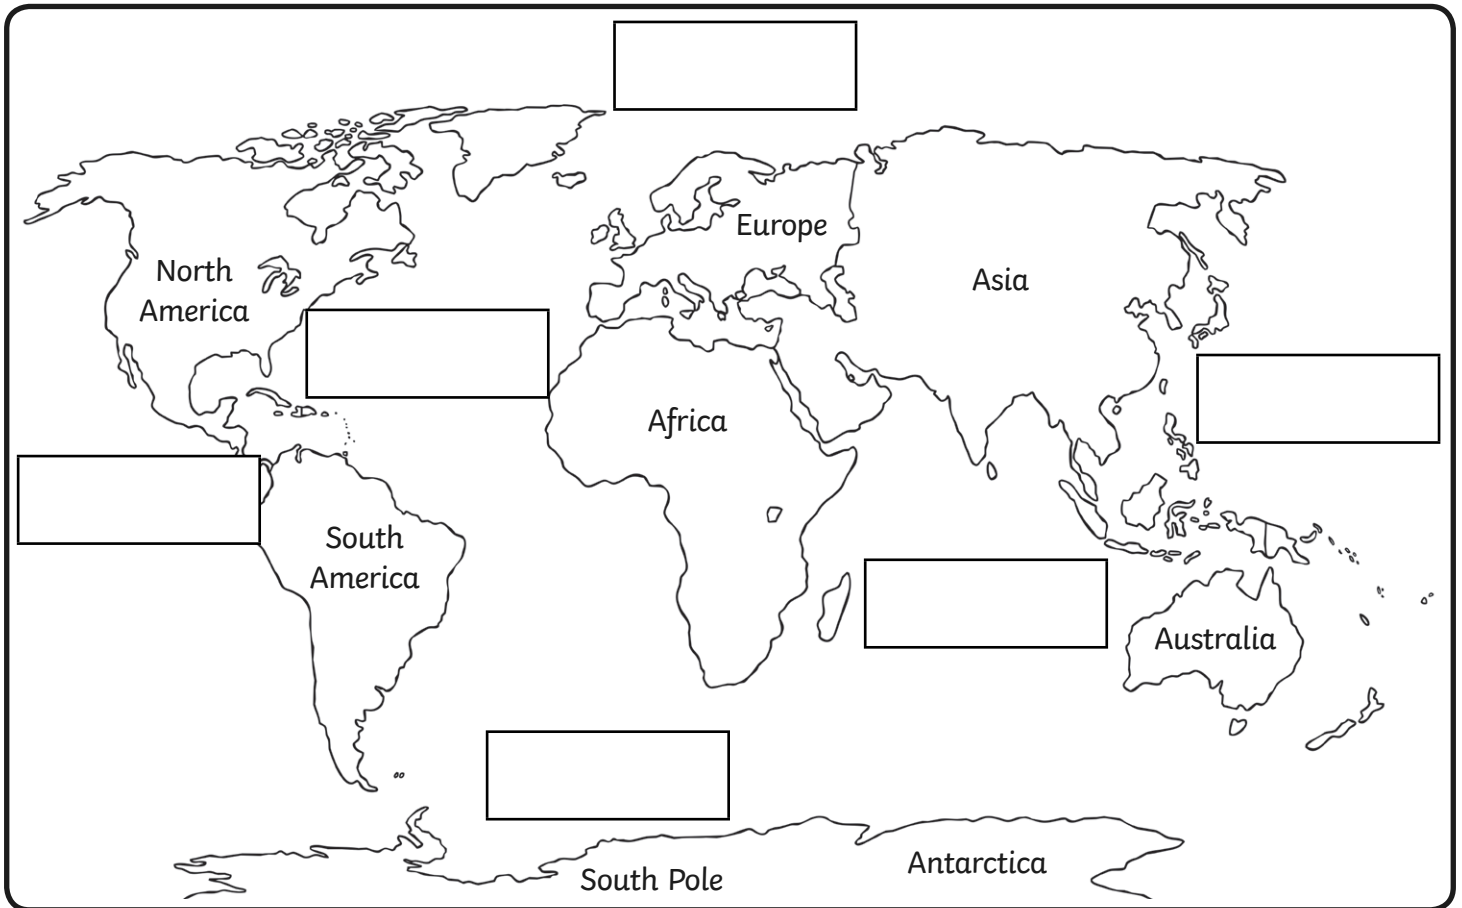 Europe
North
America
Asia
Africa
South
America
Australia
South Pole
Antarctica